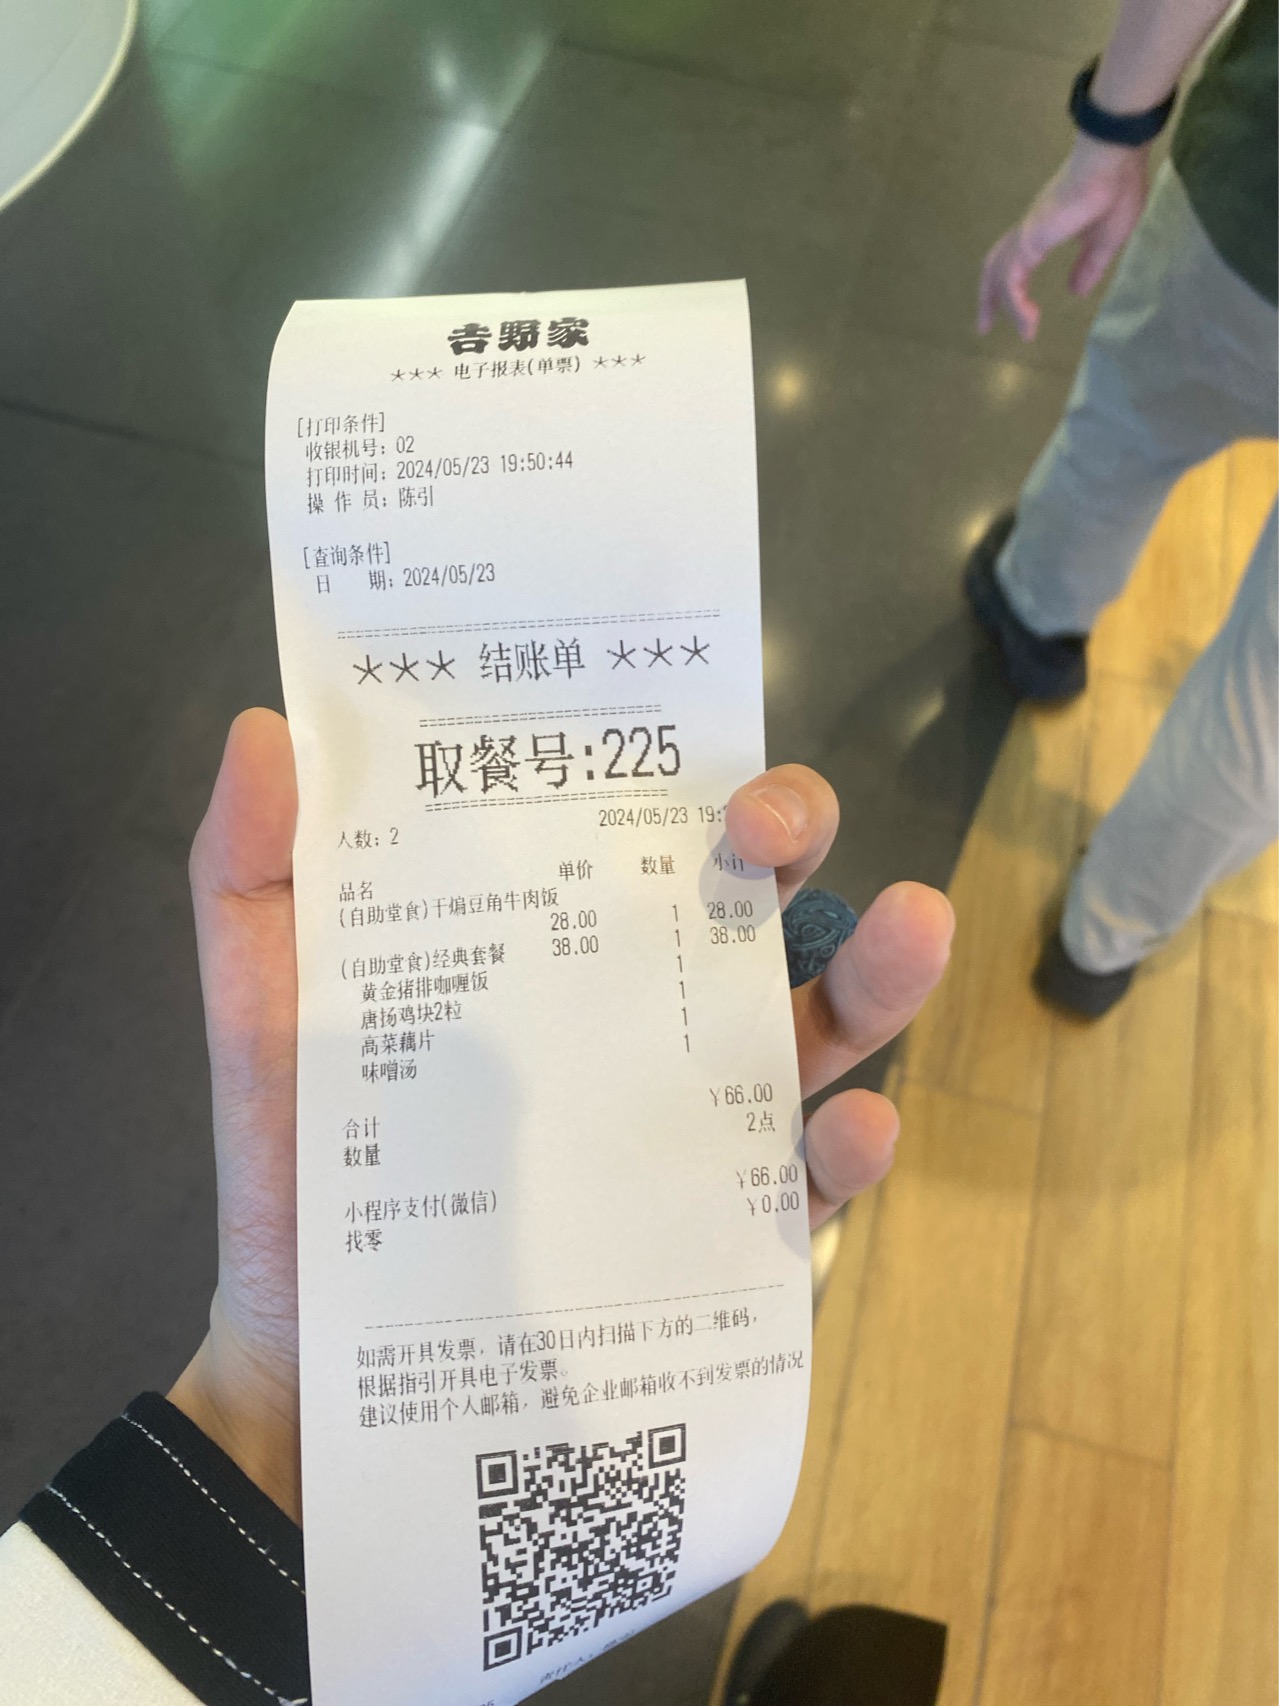 吉野家
*** 电子报表(单票) ***
[打印条件]
收银机号: 02
打印时间: 2024/05/23 19:50:44
操 作 员: 陈引
[查询条件]
日 期: 2024/05/23
*** 结账单 ***
取餐号:225
2024/05/23 19:
人数: 2
品名 单价 数量 小计
(自助堂食)干煸豆角牛肉饭
28.00 1 28.00
(自助堂食)经典套餐 38.00 1 38.00
黄金猪排咖喱饭 1
唐扬鸡块2粒 1
高菜藕片 1
味噌汤 1
合计 ¥66.00
数量 2点
小程序支付(微信) ¥66.00
找零 ¥0.00
如需开具发票, 请在30日内扫描下方的二维码,
根据指引开具电子发票。
建议使用个人邮箱, 避免企业邮箱收不到发票的情况